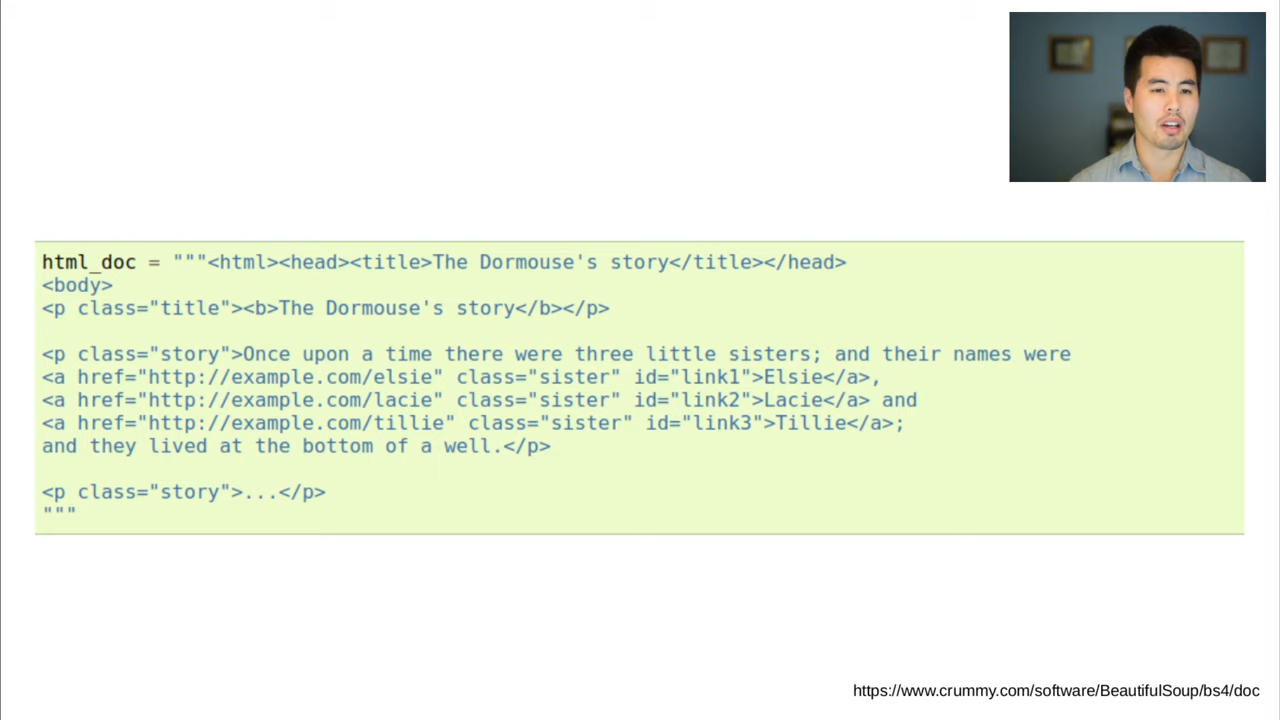 html_doc = """<html><head><title>The Dormouse's story</title></head>
<body>
<p class="title"><b>The Dormouse's story</b></p>
<p class="story">Once upon a time there were three little sisters; and their names were
<a href="http://example.com/elsie" class="sister" id="link1">Elsie</a>,
<a href="http://example.com/lacie" class="sister" id="link2">Lacie</a> and
<a href="http://example.com/tillie" class="sister" id="link3">Tillie</a>;
and they lived at the bottom of a well.</p>
<p class="story">...</p>
"""
https://www.crummy.com/software/BeautifulSoup/bs4/doc